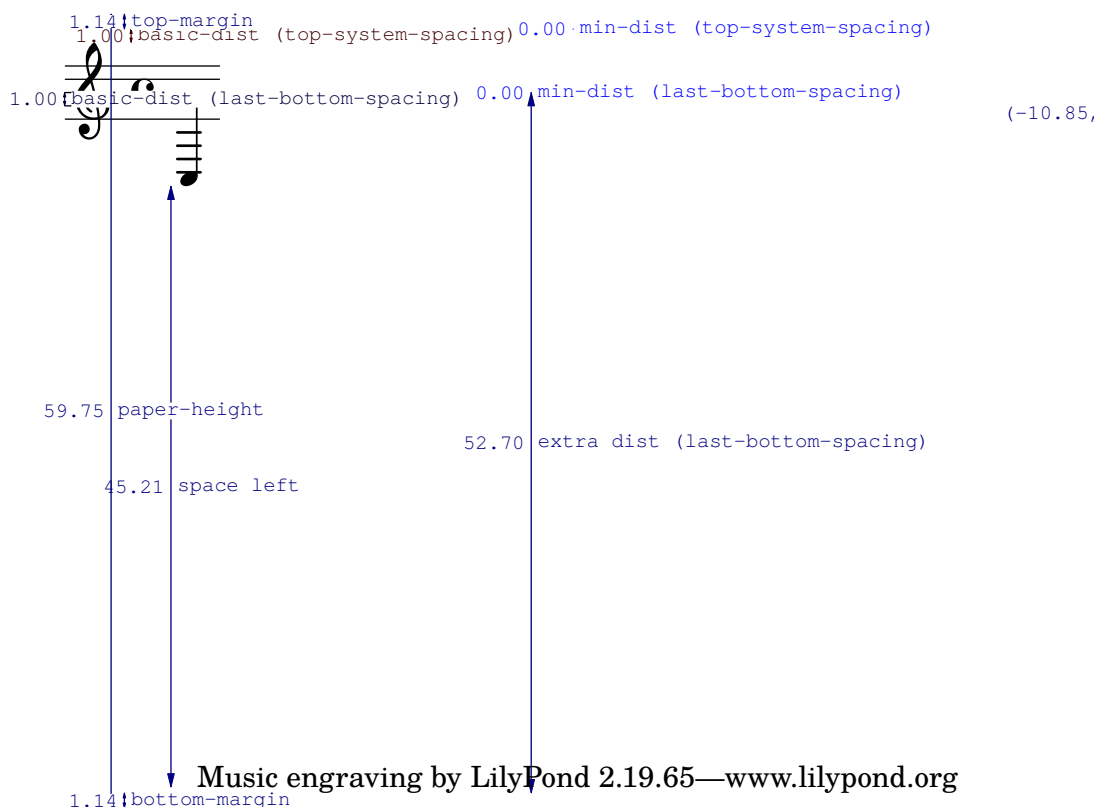 1.14 top-margin
1.00 basic-dist (top-system-spacing) 0.00 min-dist (top-system-spacing)
1.00 basic-dist (last-bottom-spacing) 0.00 min-dist (last-bottom-spacing)
(-10.85,
59.75 paper-height
52.70 extra dist (last-bottom-spacing)
45.21 space left
Music engraving by LilyPond 2.19.65—www.lilypond.org
1.14 bottom-margin